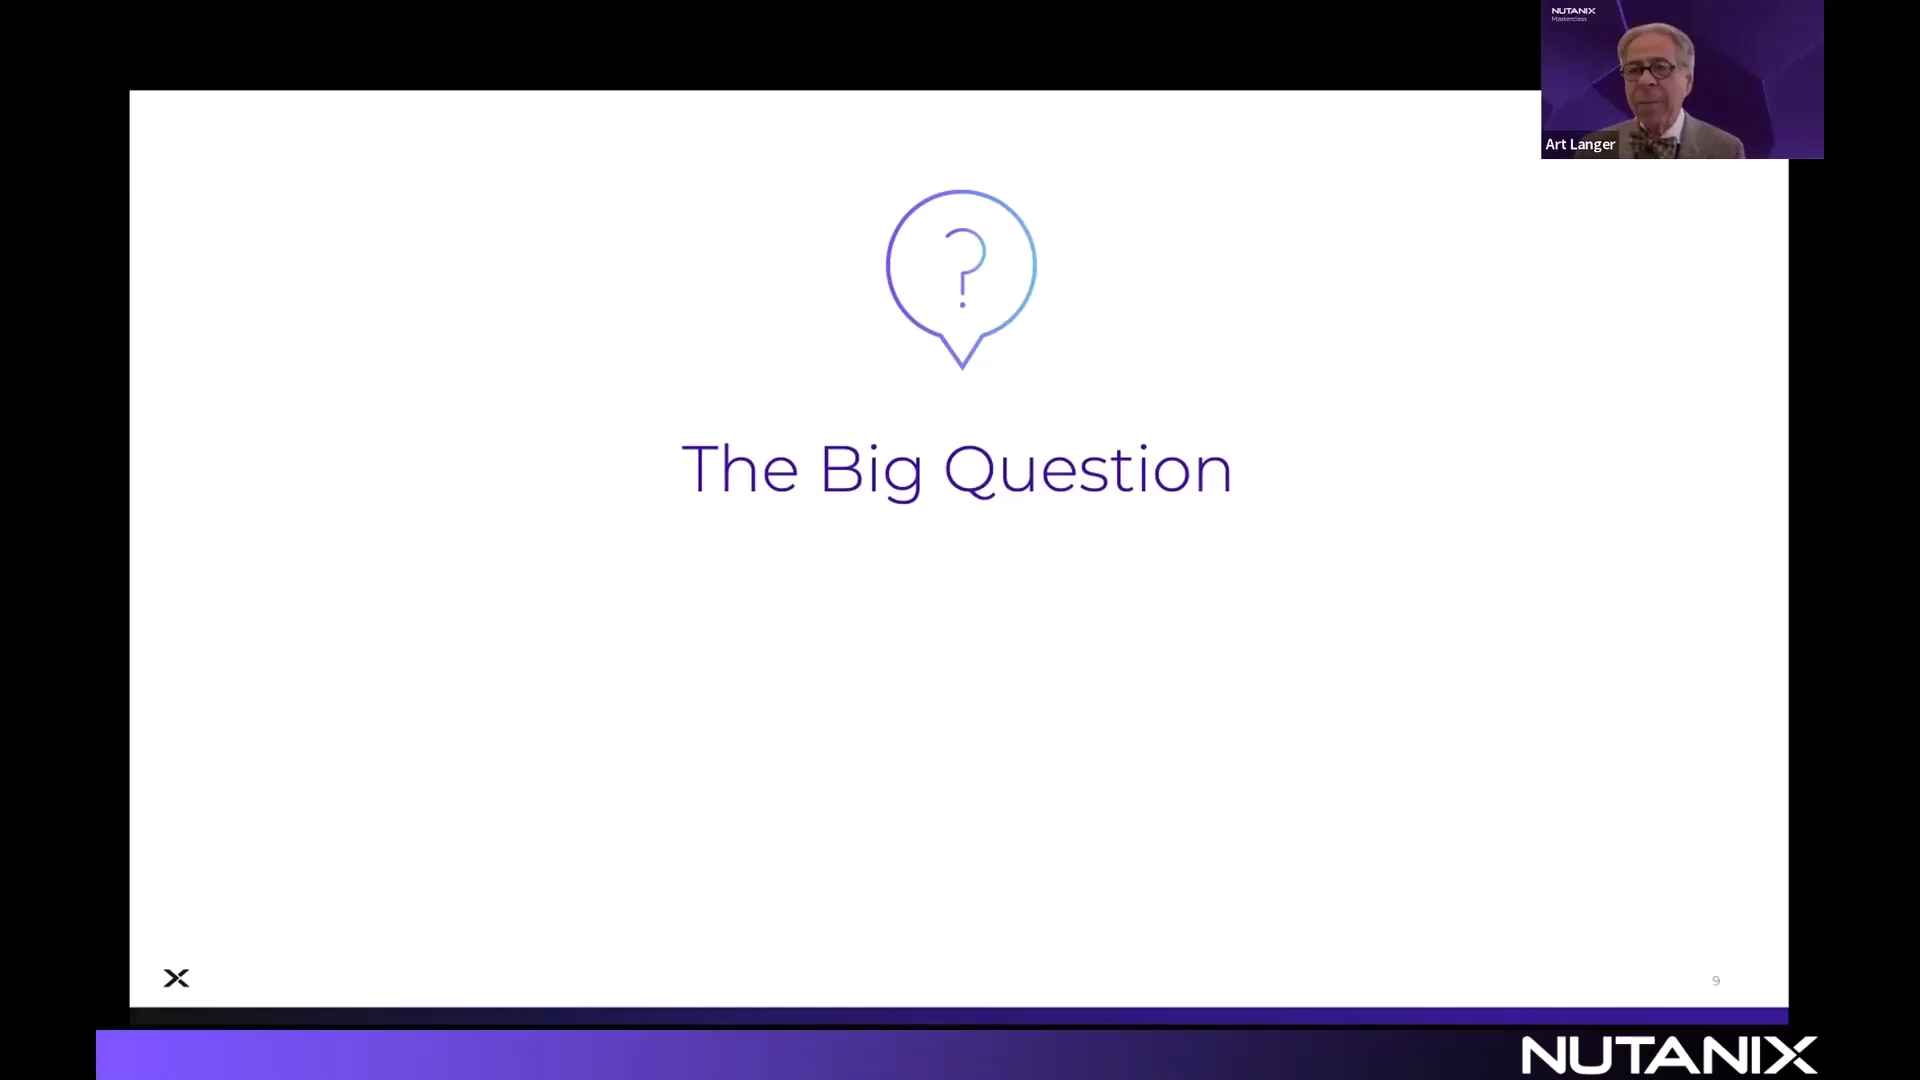 NUTANIX
Masterclass
Art Langer
?
The Big Question
X
9
NUTANIX